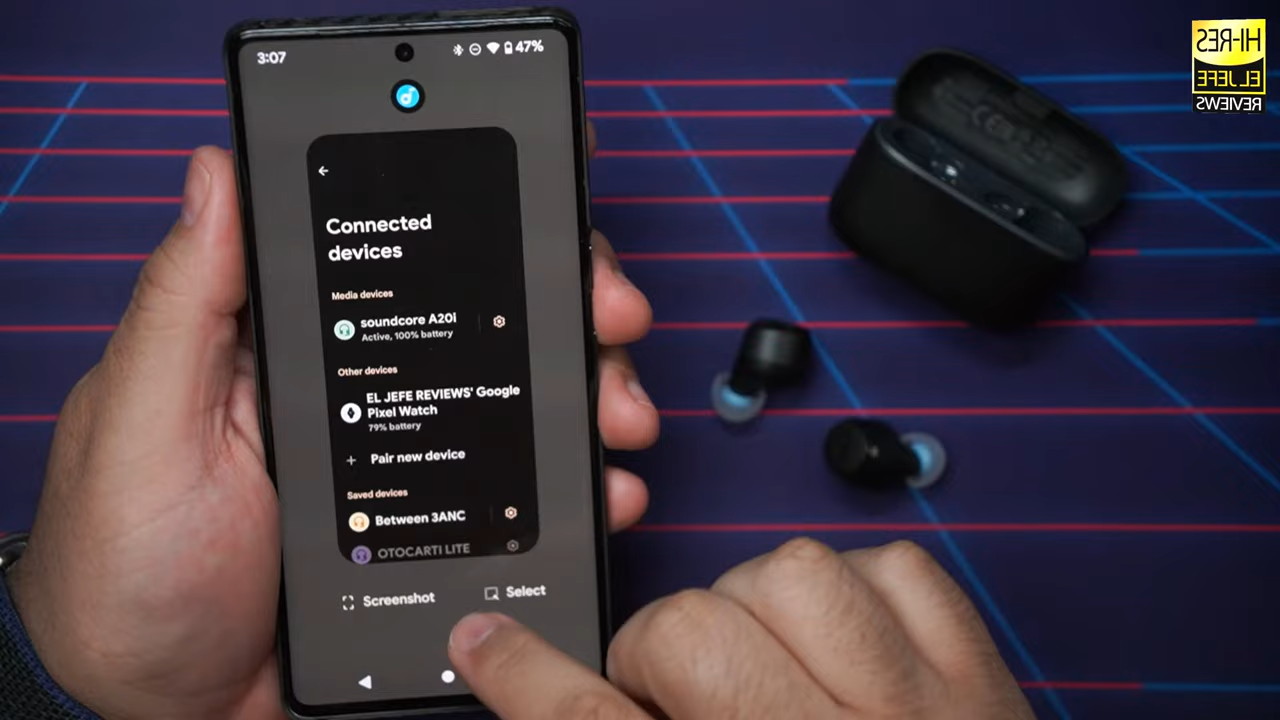 3:07
47%
HI-RES
EL JEFE
REVIEWS
Connected
devices
Media devices
soundcore A20i
Active, 100% battery
Other devices
EL JEFE REVIEWS' Google
Pixel Watch
79% battery
+ Pair new device
Saved devices
Between 3ANC
OTOCARTI LITE
Screenshot
Select